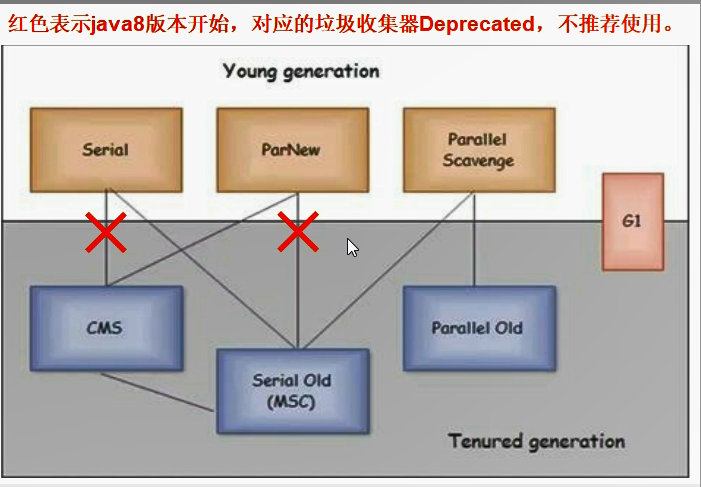 红色表示java8版本开始，对应的垃圾收集器Deprecated，不推荐使用。
Young generation
Serial
ParNew
Parallel
Scavenge
G1
CMS
Serial Old
(MSC)
Parallel Old
Tenured generation